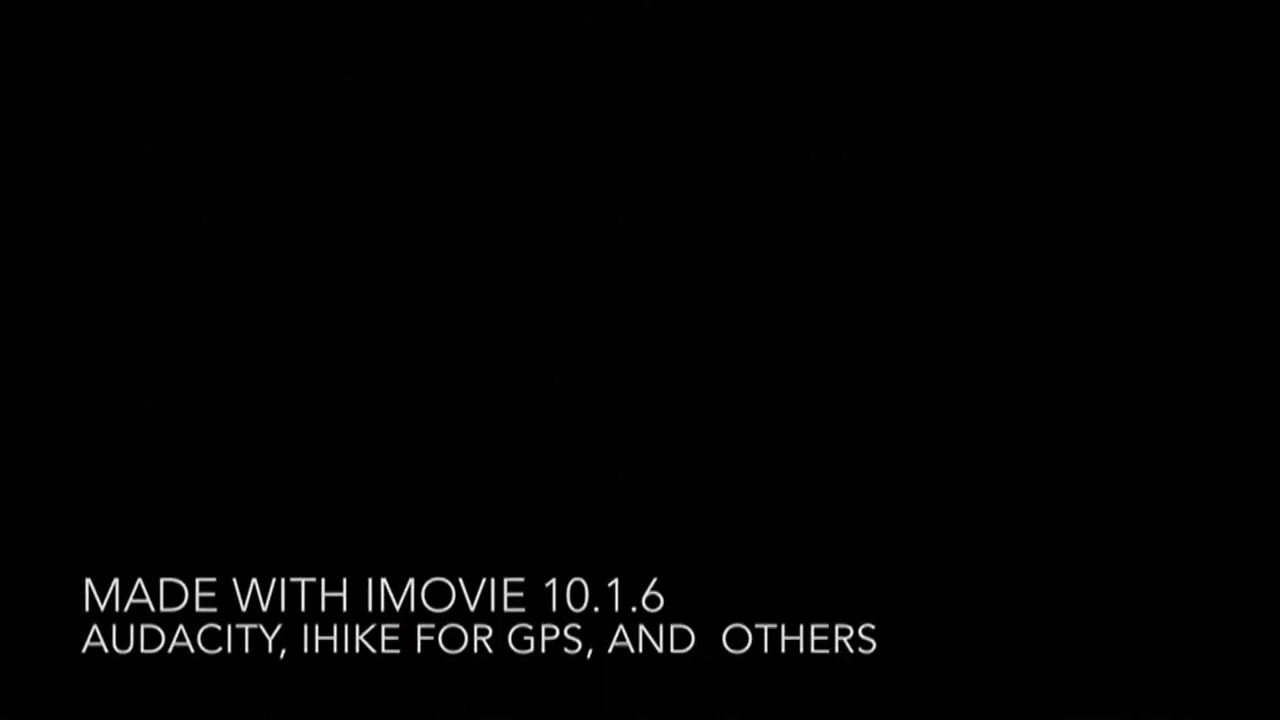 MADE WITH IMOVIE 10.1.6
AUDACITY, IHIKE FOR GPS, AND  OTHERS